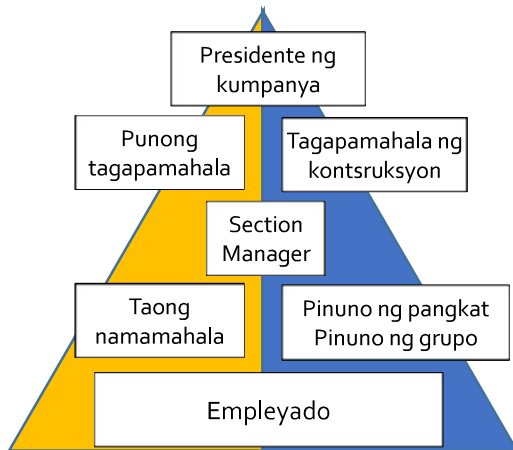 Presidente ng
kumpanya
Punong
tagapamahala
Tagapamahala ng
kontsruksyon
Section
Manager
Taong
namamahala
Pinuno ng pangkat
Pinuno ng grupo
Empleyado